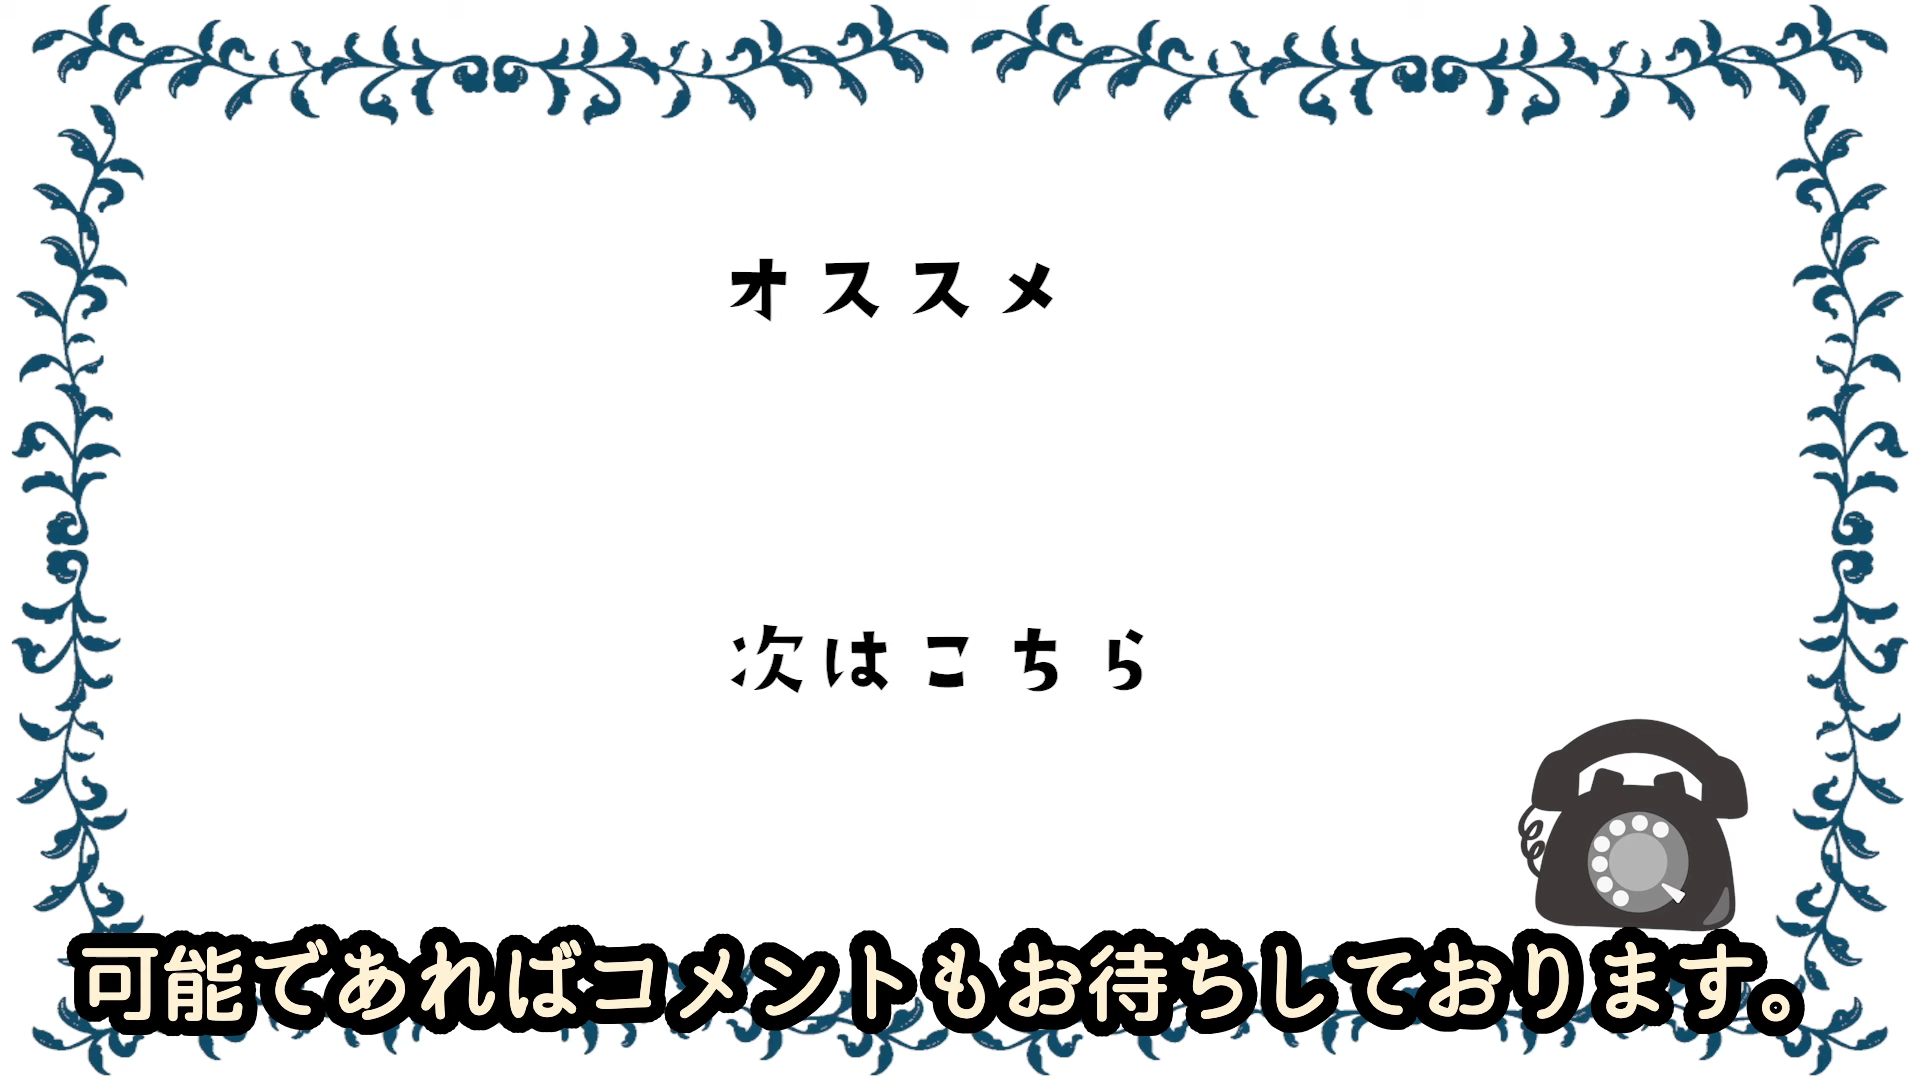 オススメ
次はこちら
可能であればコメントもお待ちしております。